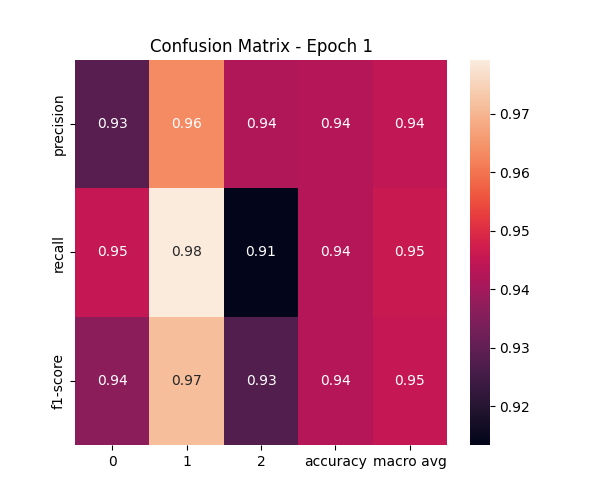 Confusion Matrix - Epoch 1
precision 0.93 0.96 0.94 0.94 0.94
recall 0.95 0.98 0.91 0.94 0.95
f1-score 0.94 0.97 0.93 0.94 0.95
0 1 2 accuracy macro avg
0.97
0.96
0.95
0.94
0.93
0.92